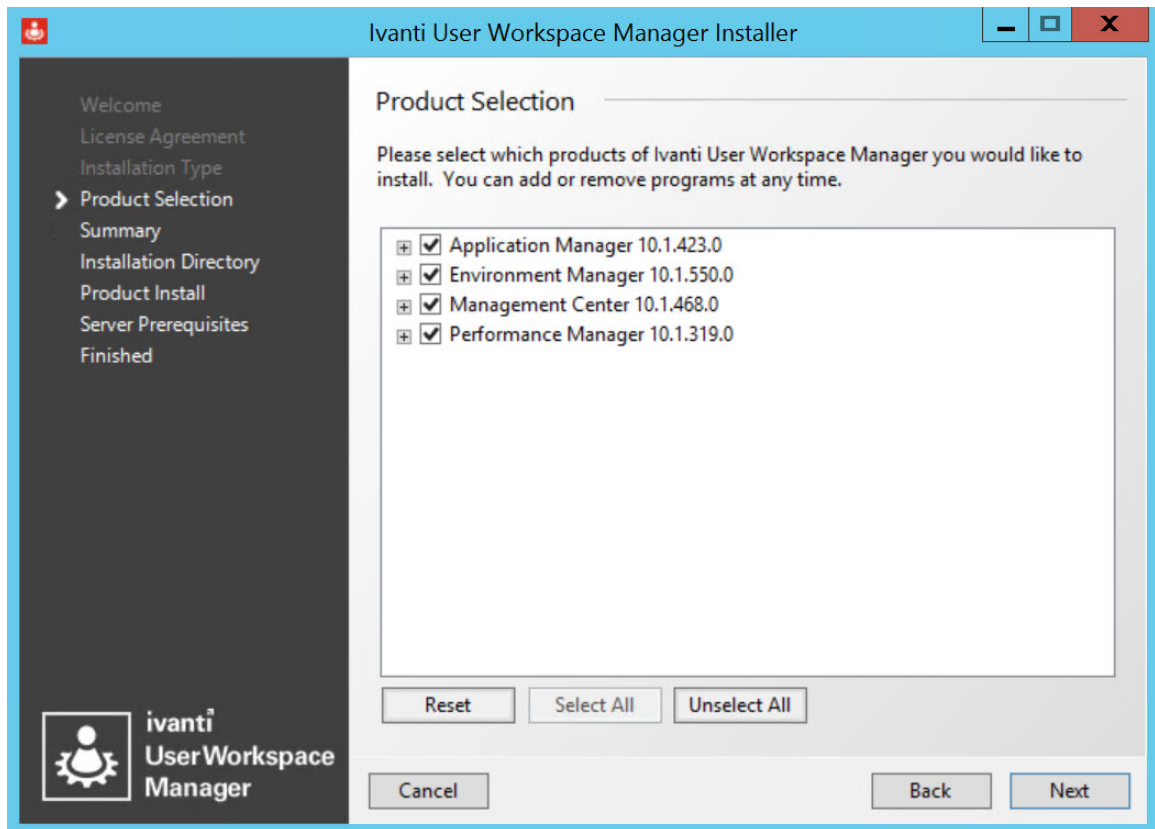 Ivanti User Workspace Manager Installer
Welcome
License Agreement
Installation Type
Product Selection
Summary
Installation Directory
Product Install
Server Prerequisites
Finished
Product Selection
Please select which products of Ivanti User Workspace Manager you would like to
install. You can add or remove programs at any time.
Application Manager 10.1.423.0
Environment Manager 10.1.550.0
Management Center 10.1.468.0
Performance Manager 10.1.319.0
Reset
Select All
Unselect All
ivanti
User Workspace
Manager
Cancel
Back
Next